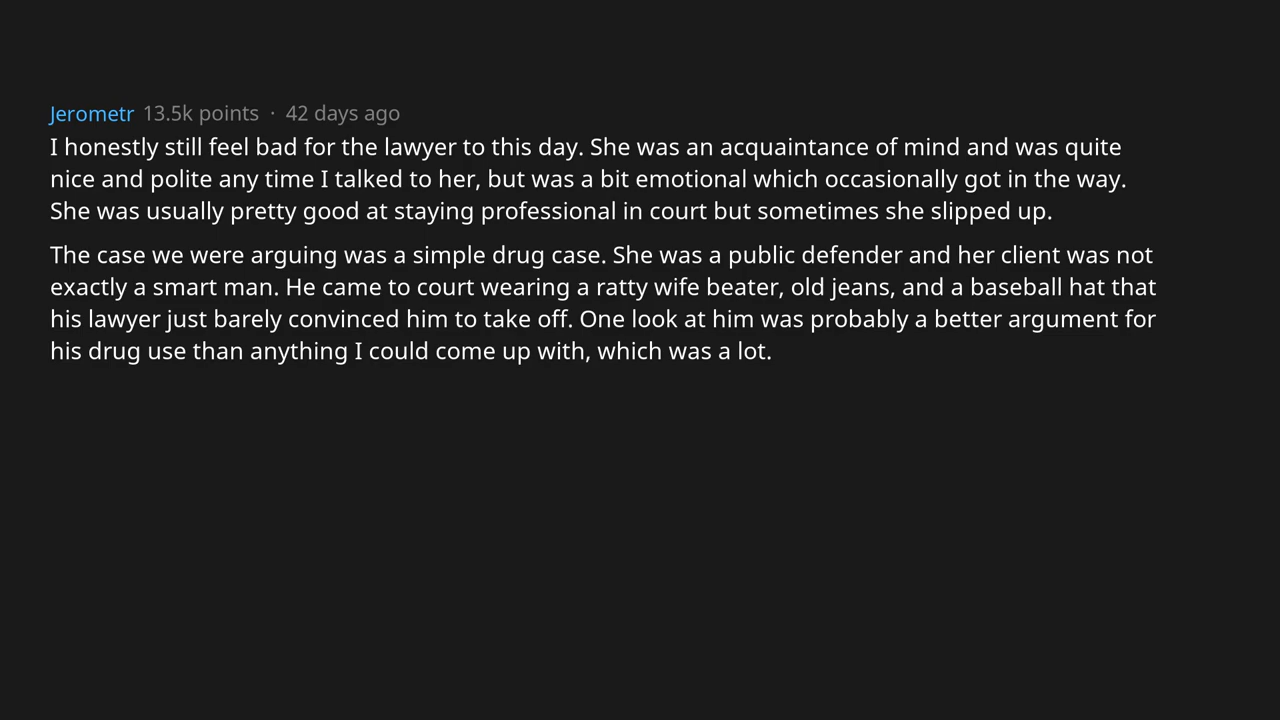 Jerometr 13.5k points · 42 days ago
I honestly still feel bad for the lawyer to this day. She was an acquaintance of mind and was quite
nice and polite any time I talked to her, but was a bit emotional which occasionally got in the way.
She was usually pretty good at staying professional in court but sometimes she slipped up.
The case we were arguing was a simple drug case. She was a public defender and her client was not
exactly a smart man. He came to court wearing a ratty wife beater, old jeans, and a baseball hat that
his lawyer just barely convinced him to take off. One look at him was probably a better argument for
his drug use than anything I could come up with, which was a lot.